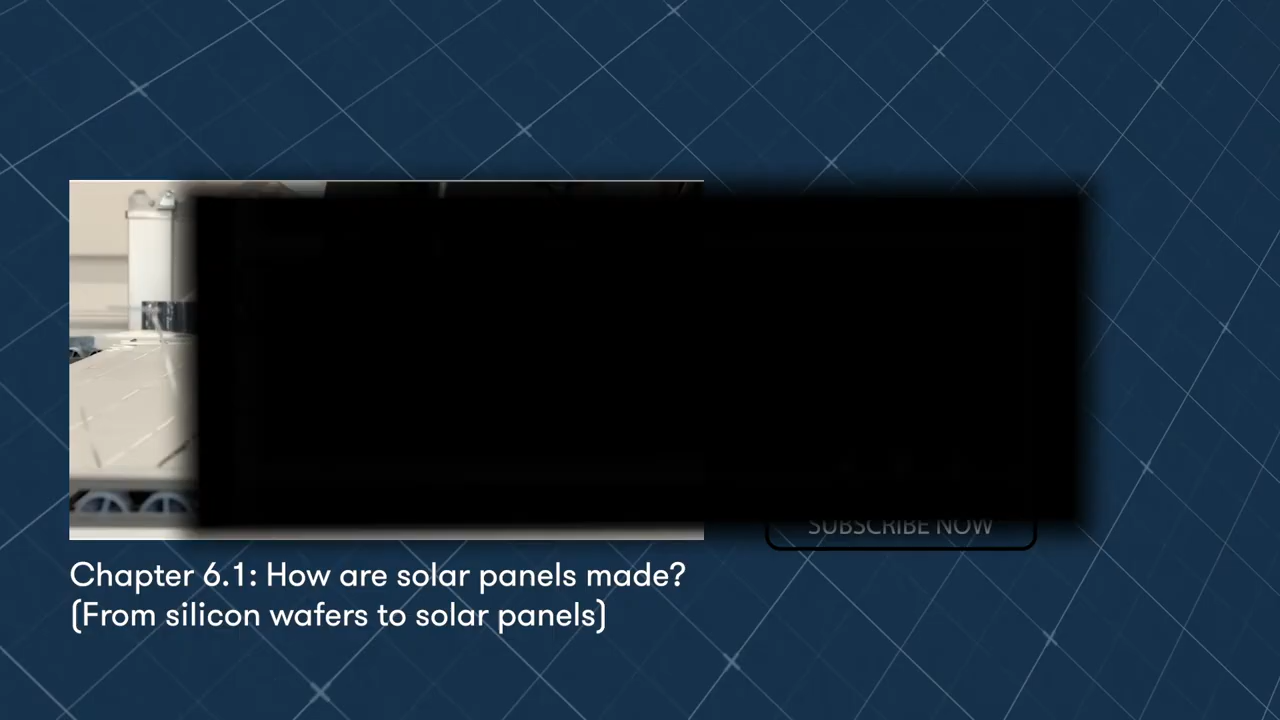 SUBSCRIBE NOW
Chapter 6.1: How are solar panels made?
(From silicon wafers to solar panels)